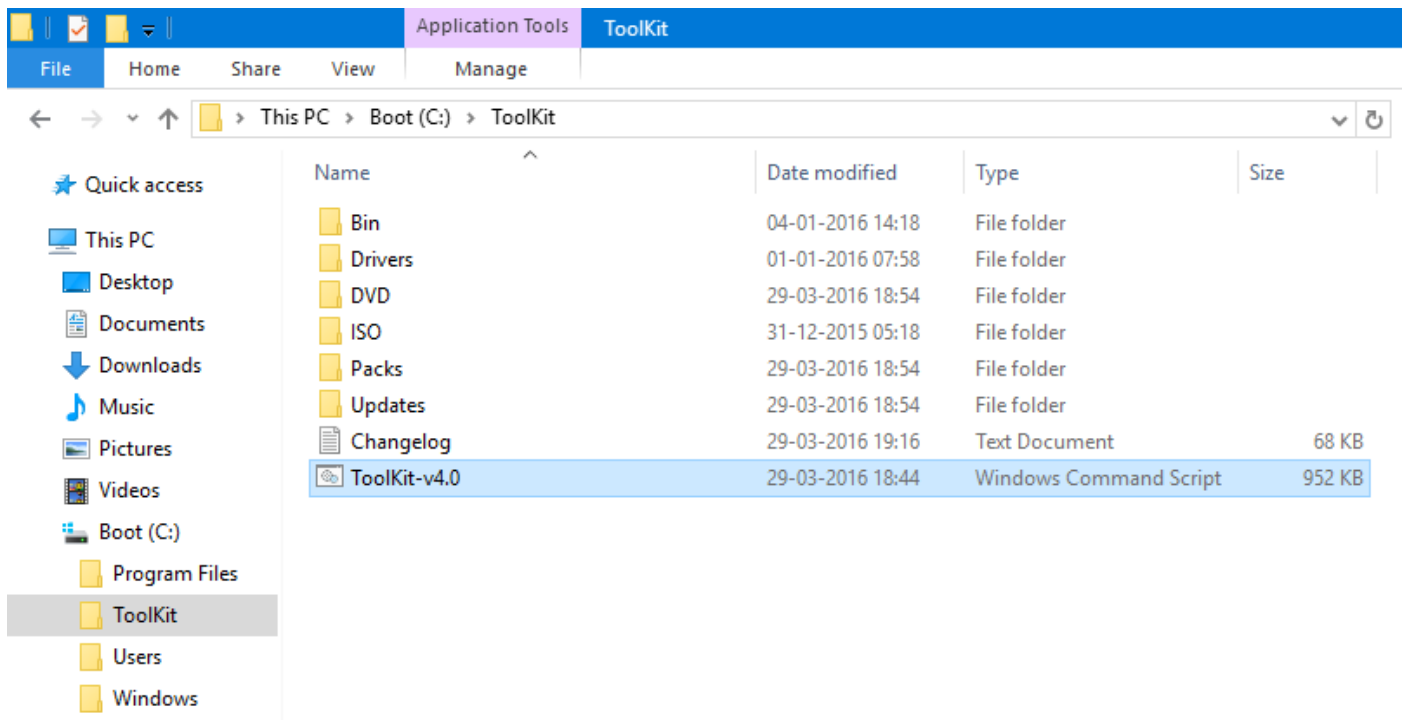 Application Tools ToolKit
File Home Share View Manage
This PC Boot (C:) ToolKit
Quick access
This PC
Desktop
Documents
Downloads
Music
Pictures
Videos
Boot (C:)
Program Files
ToolKit
Users
Windows
Name Date modified Type Size
Bin 04-01-2016 14:18 File folder
Drivers 01-01-2016 07:58 File folder
DVD 29-03-2016 18:54 File folder
ISO 31-12-2015 05:18 File folder
Packs 29-03-2016 18:54 File folder
Updates 29-03-2016 18:54 File folder
Changelog 29-03-2016 19:16 Text Document 68 KB
ToolKit-v4.0 29-03-2016 18:44 Windows Command Script 952 KB